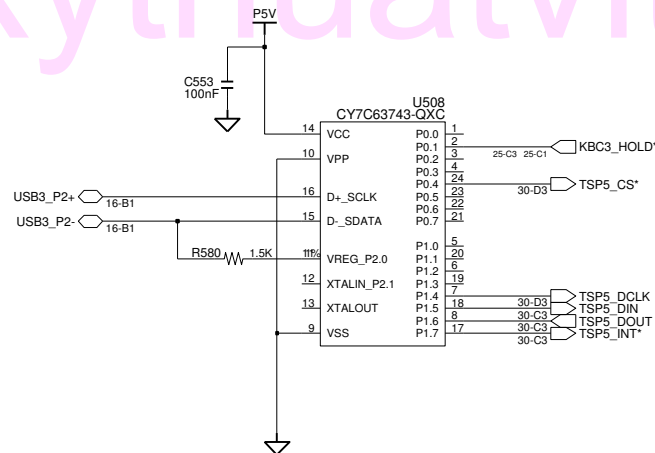 P5V
C553
100nF
U508
CY7C63743-QXC
14 VCC P0.0 1
P0.1 2 25-C3 25-C1 KBC3_HOLD*
10 VPP P0.2 3
P0.3 4
P0.4 24 30-D3 TSP5_CS*
USB3_P2+ 16-B1 16 D+_SCLK P0.5 23
P0.6 22
USB3_P2- 16-B1 15 D-_SDATA P0.7 21
P1.0 5
R580 1.5K VREG_P2.0 P1.1 20
P1.2 6
12 XTALIN_P2.1 P1.3 19
P1.4 7 30-D3 TSP5_DCLK
13 XTALOUT P1.5 18 30-C3 TSP5_DIN
P1.6 8 30-C3 TSP5_DOUT
9 VSS P1.7 17 30-C3 TSP5_INT*